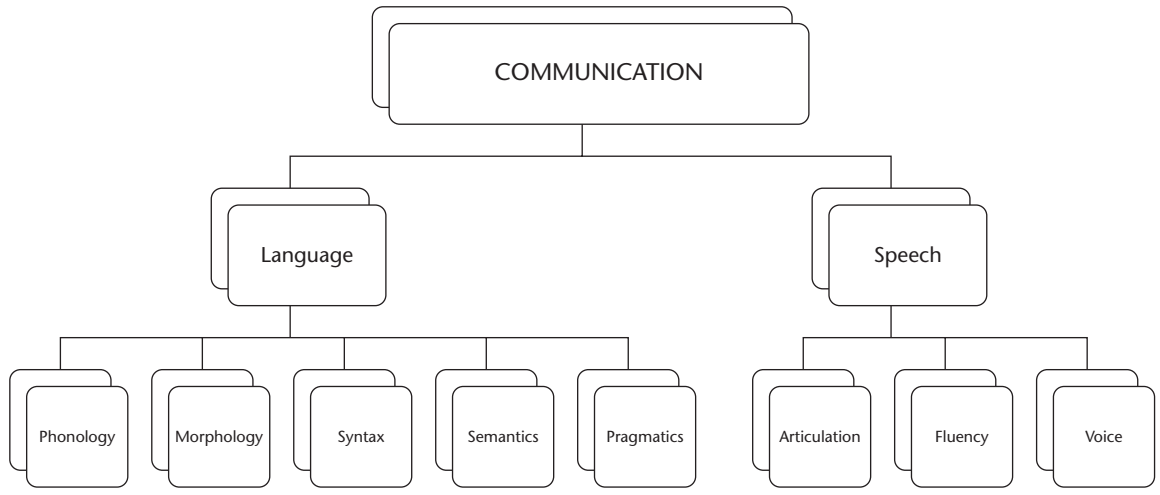 COMMUNICATION
Language
Speech
Phonology
Morphology
Syntax
Semantics
Pragmatics
Articulation
Fluency
Voice